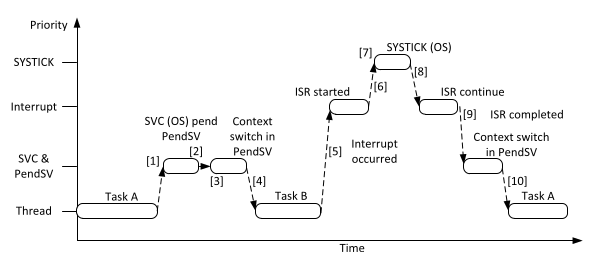 Priority
SYSTICK (OS)
[7]
SYSTICK
[8]
[6]
ISR started
ISR continue
Interrupt
[9]
ISR completed
SVC (OS) pend
PendSV
Context
switch in
PendSV
Context switch
in PendSV
[2]
[1]
[5]
Interrupt
occurred
SVC &
PendSV
[3]
[4]
[10]
Task A
Task B
Task A
Thread
Time